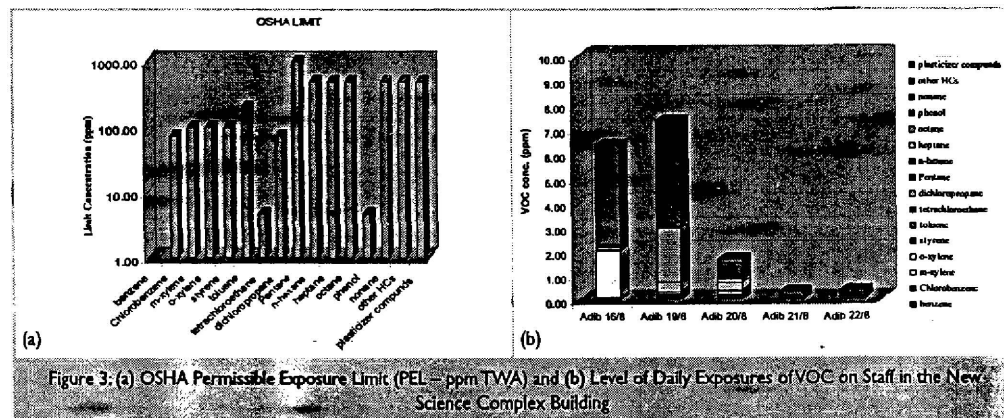 OSHA LIMIT
Limit Concentration (ppm)
1000.00
100.00
10.00
1.00
benzene
Chlorobenzene
m-xylene
o-xylene
styrene
toluene
tetrachloroethane
dichloropropane
Pentane
n-hexane
heptane
octane
phenol
nonane
other HCs
plasticizer compounds
(a)
VOC conc. (ppm)
10.00
9.00
8.00
7.00
6.00
5.00
4.00
3.00
2.00
1.00
0.00
Adib 16/8
Adib 19/8
Adib 20/8
Adib 21/8
Adib 22/8
plasticizer compounds
other HCs
nonane
phenol
octane
heptane
n-hexane
Pentane
dichloropropane
tetrachloroethane
toluene
styrene
o-xylene
m-xylene
Chlorobenzene
benzene
(b)
Figure 3: (a) OSHA Permissible Exposure Limit (PEL – ppm TWA) and (b) Level of Daily Exposures of VOC on Staff in the New
Science Complex Building